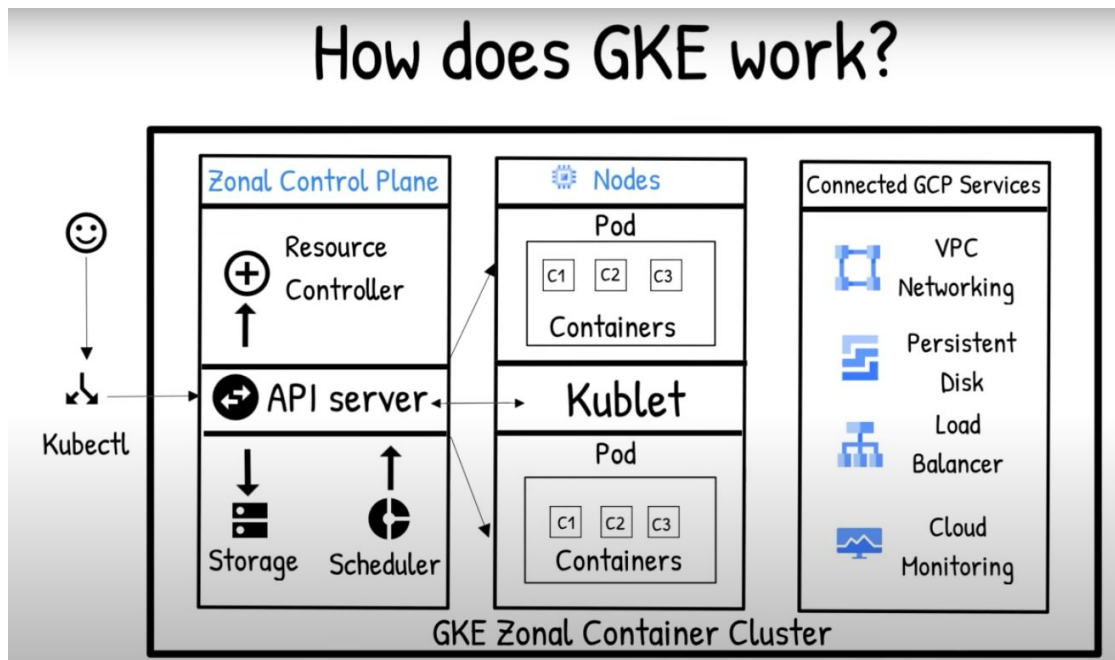 How does GKE work?
Zonal Control Plane
Resource
Controller
API server
Storage
Scheduler
Kubectl
Nodes
Pod
C1 C2 C3
Containers
Kublet
Pod
C1 C2 C3
Containers
Connected GCP Services
VPC
Networking
Persistent
Disk
Load
Balancer
Cloud
Monitoring
GKE Zonal Container Cluster